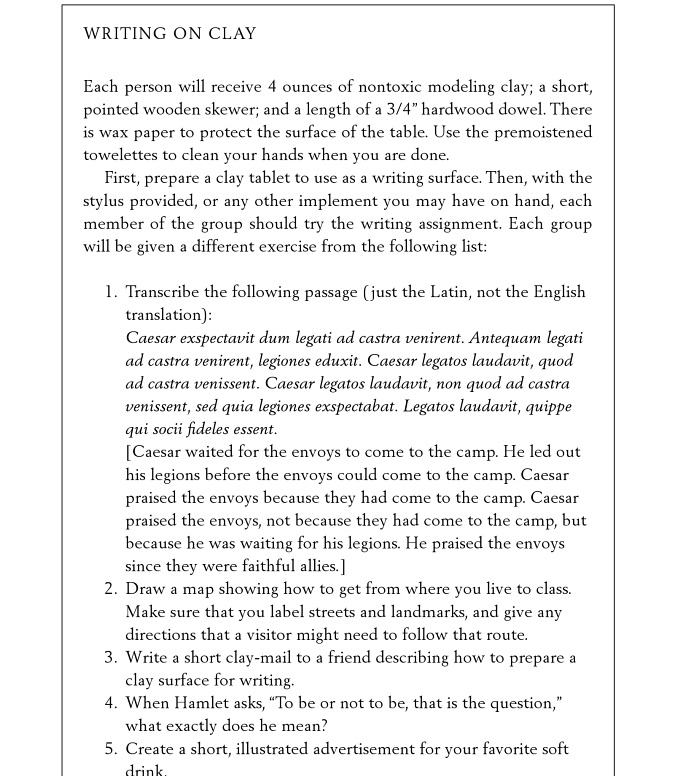 WRITING ON CLAY
Each person will receive 4 ounces of nontoxic modeling clay; a short,
pointed wooden skewer; and a length of a 3/4” hardwood dowel. There
is wax paper to protect the surface of the table. Use the premoistened
towelettes to clean your hands when you are done.
First, prepare a clay tablet to use as a writing surface. Then, with the
stylus provided, or any other implement you may have on hand, each
member of the group should try the writing assignment. Each group
will be given a different exercise from the following list:
1. Transcribe the following passage (just the Latin, not the English
translation):
Caesar exspectavit dum legati ad castra venirent. Antequam legati
ad castra venirent, legiones eduxit. Caesar legatos laudavit, quod
ad castra venissent. Caesar legatos laudavit, non quod ad castra
venissent, sed quia legiones exspectabat. Legatos laudavit, quippe
qui socii fideles essent.
[Caesar waited for the envoys to come to the camp. He led out
his legions before the envoys could come to the camp. Caesar
praised the envoys because they had come to the camp. Caesar
praised the envoys, not because they had come to the camp, but
because he was waiting for his legions. He praised the envoys
since they were faithful allies.]
2. Draw a map showing how to get from where you live to class.
Make sure that you label streets and landmarks, and give any
directions that a visitor might need to follow that route.
3. Write a short clay-mail to a friend describing how to prepare a
clay surface for writing.
4. When Hamlet asks, “To be or not to be, that is the question,”
what exactly does he mean?
5. Create a short, illustrated advertisement for your favorite soft
drink.